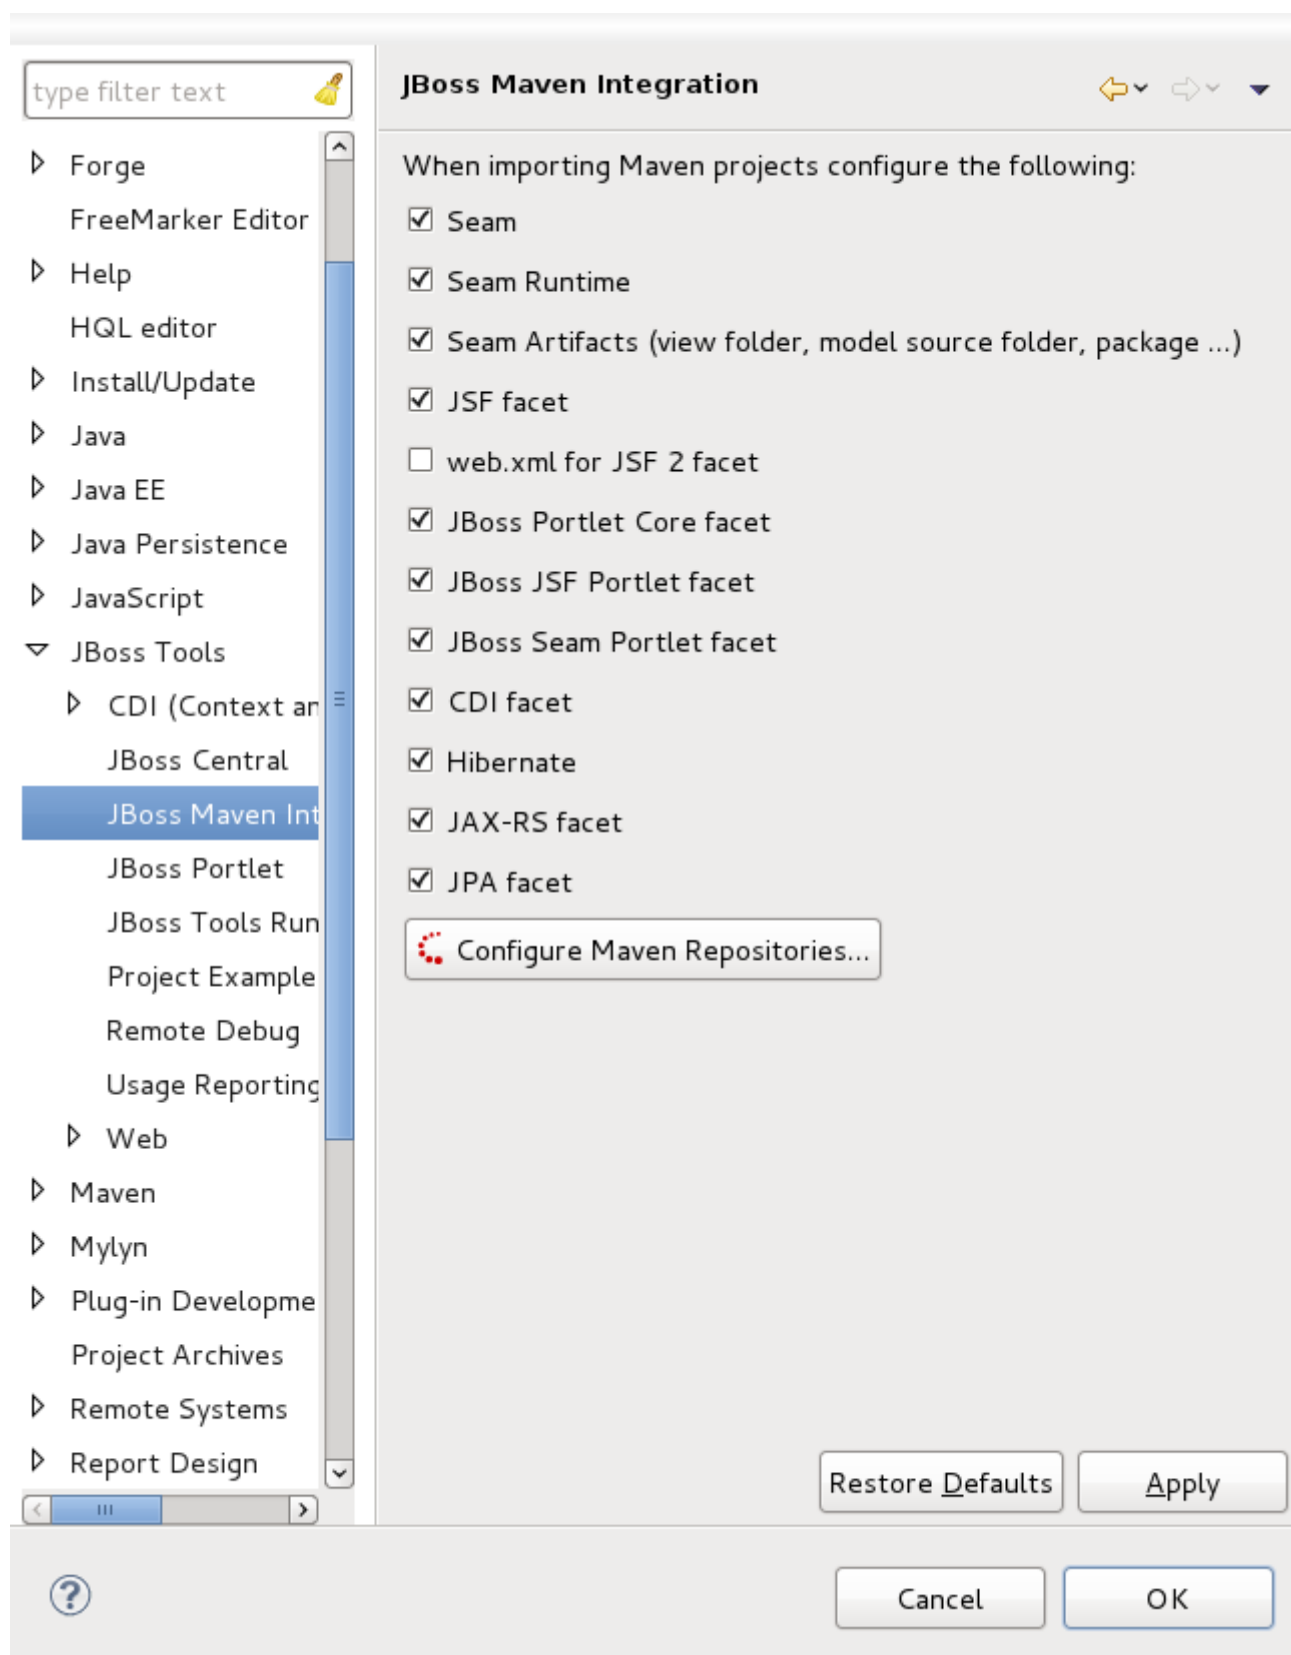 type filter text
Forge
FreeMarker Editor
Help
HQL editor
Install/Update
Java
Java EE
Java Persistence
JavaScript
JBoss Tools
CDI (Context an
JBoss Central
JBoss Maven Int
JBoss Portlet
JBoss Tools Run
Project Example
Remote Debug
Usage Reporting
Web
Maven
Mylyn
Plug-in Developme
Project Archives
Remote Systems
Report Design
JBoss Maven Integration
When importing Maven projects configure the following:
Seam
Seam Runtime
Seam Artifacts (view folder, model source folder, package ...)
JSF facet
web.xml for JSF 2 facet
JBoss Portlet Core facet
JBoss JSF Portlet facet
JBoss Seam Portlet facet
CDI facet
Hibernate
JAX-RS facet
JPA facet
Configure Maven Repositories...
Restore Defaults
Apply
Cancel
OK